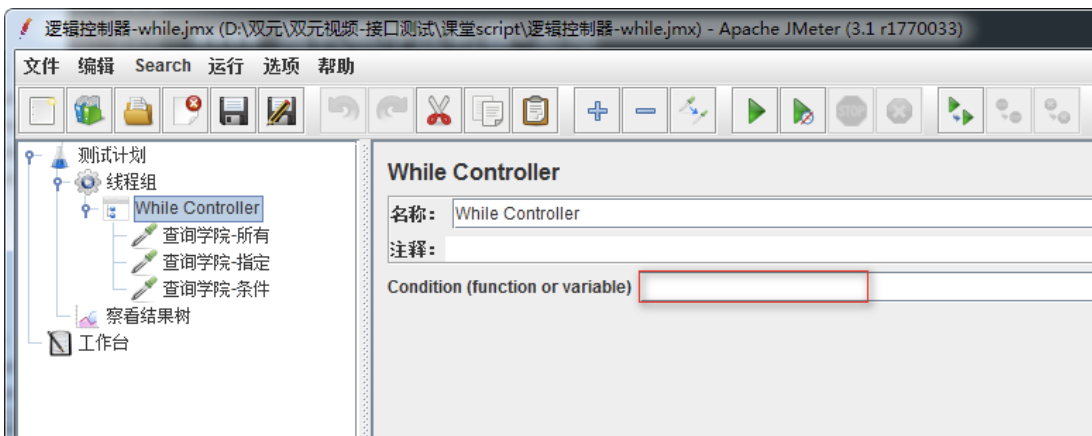 逻辑控制器-while.jmx (D:\双元\双元视频-接口测试\课堂script\逻辑控制器-while.jmx) - Apache JMeter (3.1 r1770033)
文件 编辑 Search 运行 选项 帮助
STOP
测试计划
线程组
While Controller
查询学院-所有
查询学院-指定
查询学院-条件
察看结果树
工作台
While Controller
名称： While Controller
注释：
Condition (function or variable)